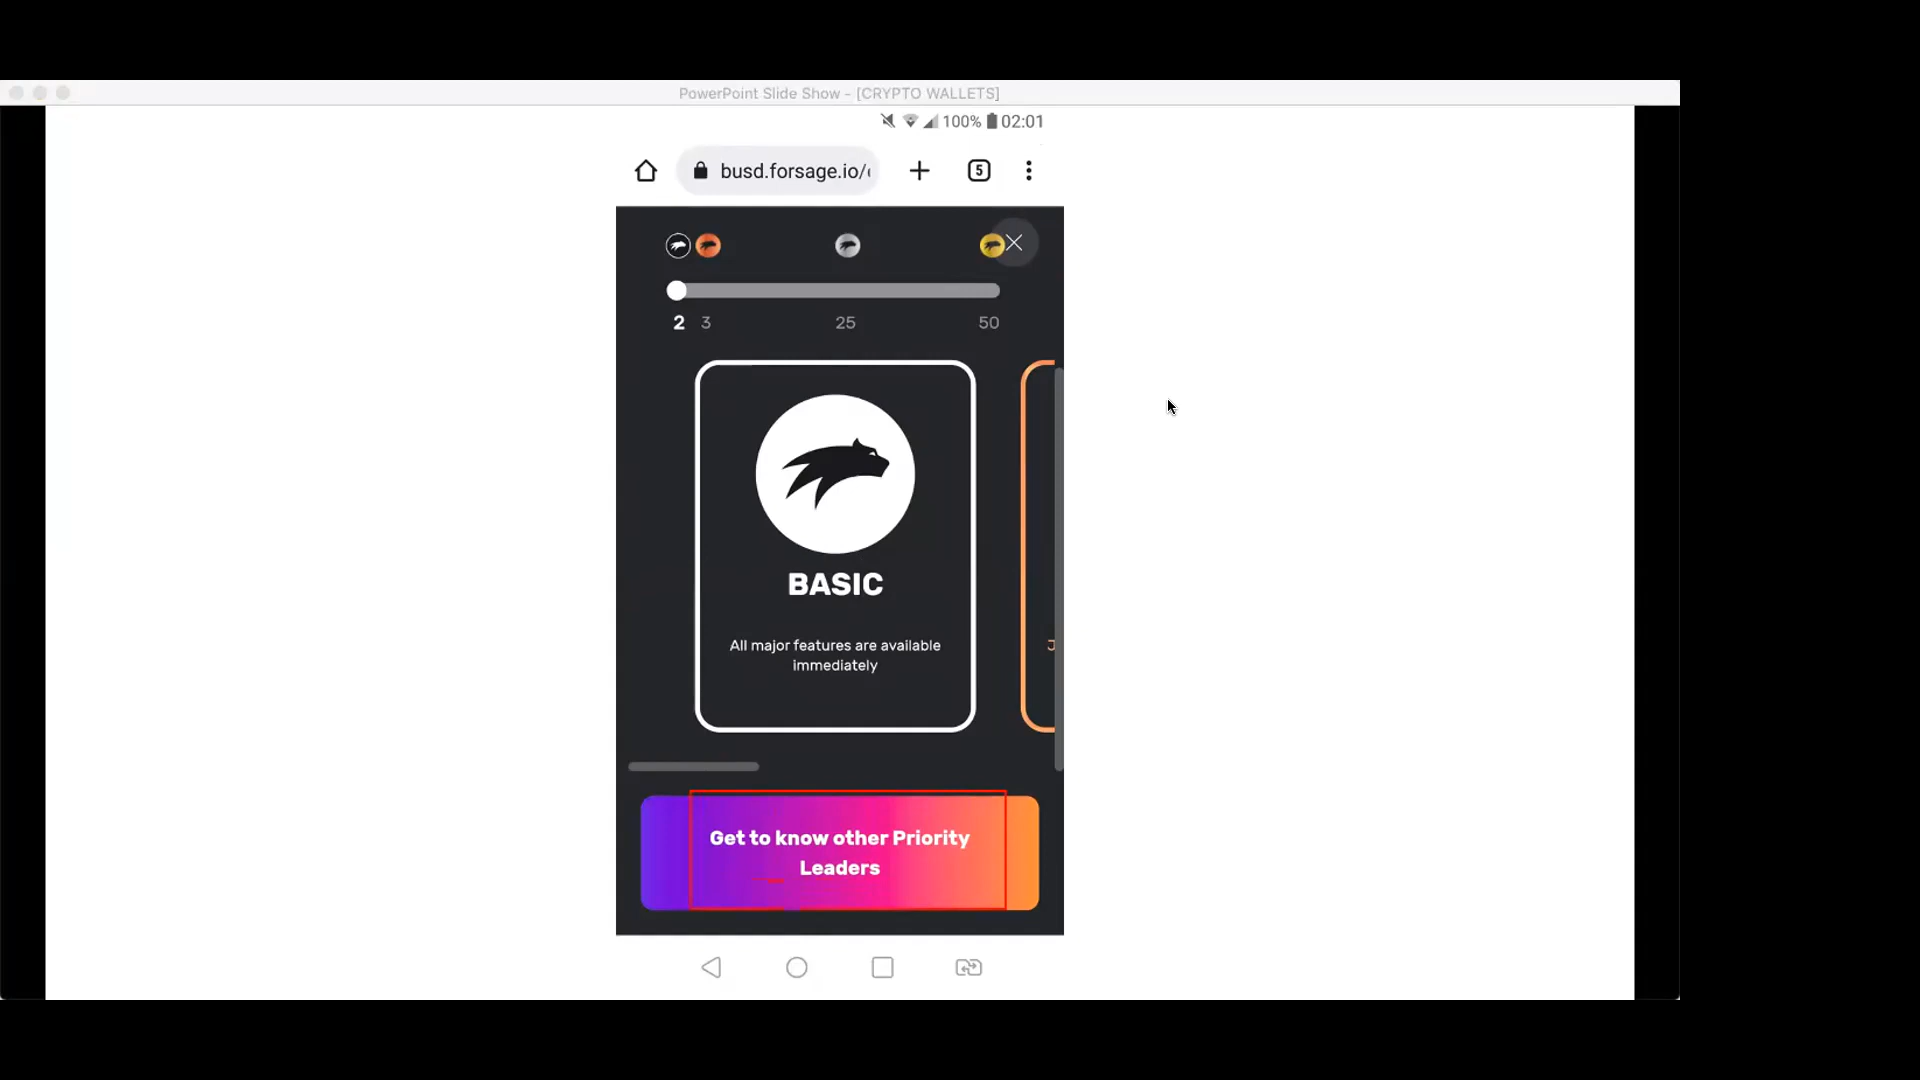 PowerPoint Slide Show - [CRYPTO WALLETS]
100% 02:01
busd.forsage.io/
5
2 3 25 50
BASIC
All major features are available
immediately
J
Get to know other Priority
Leaders